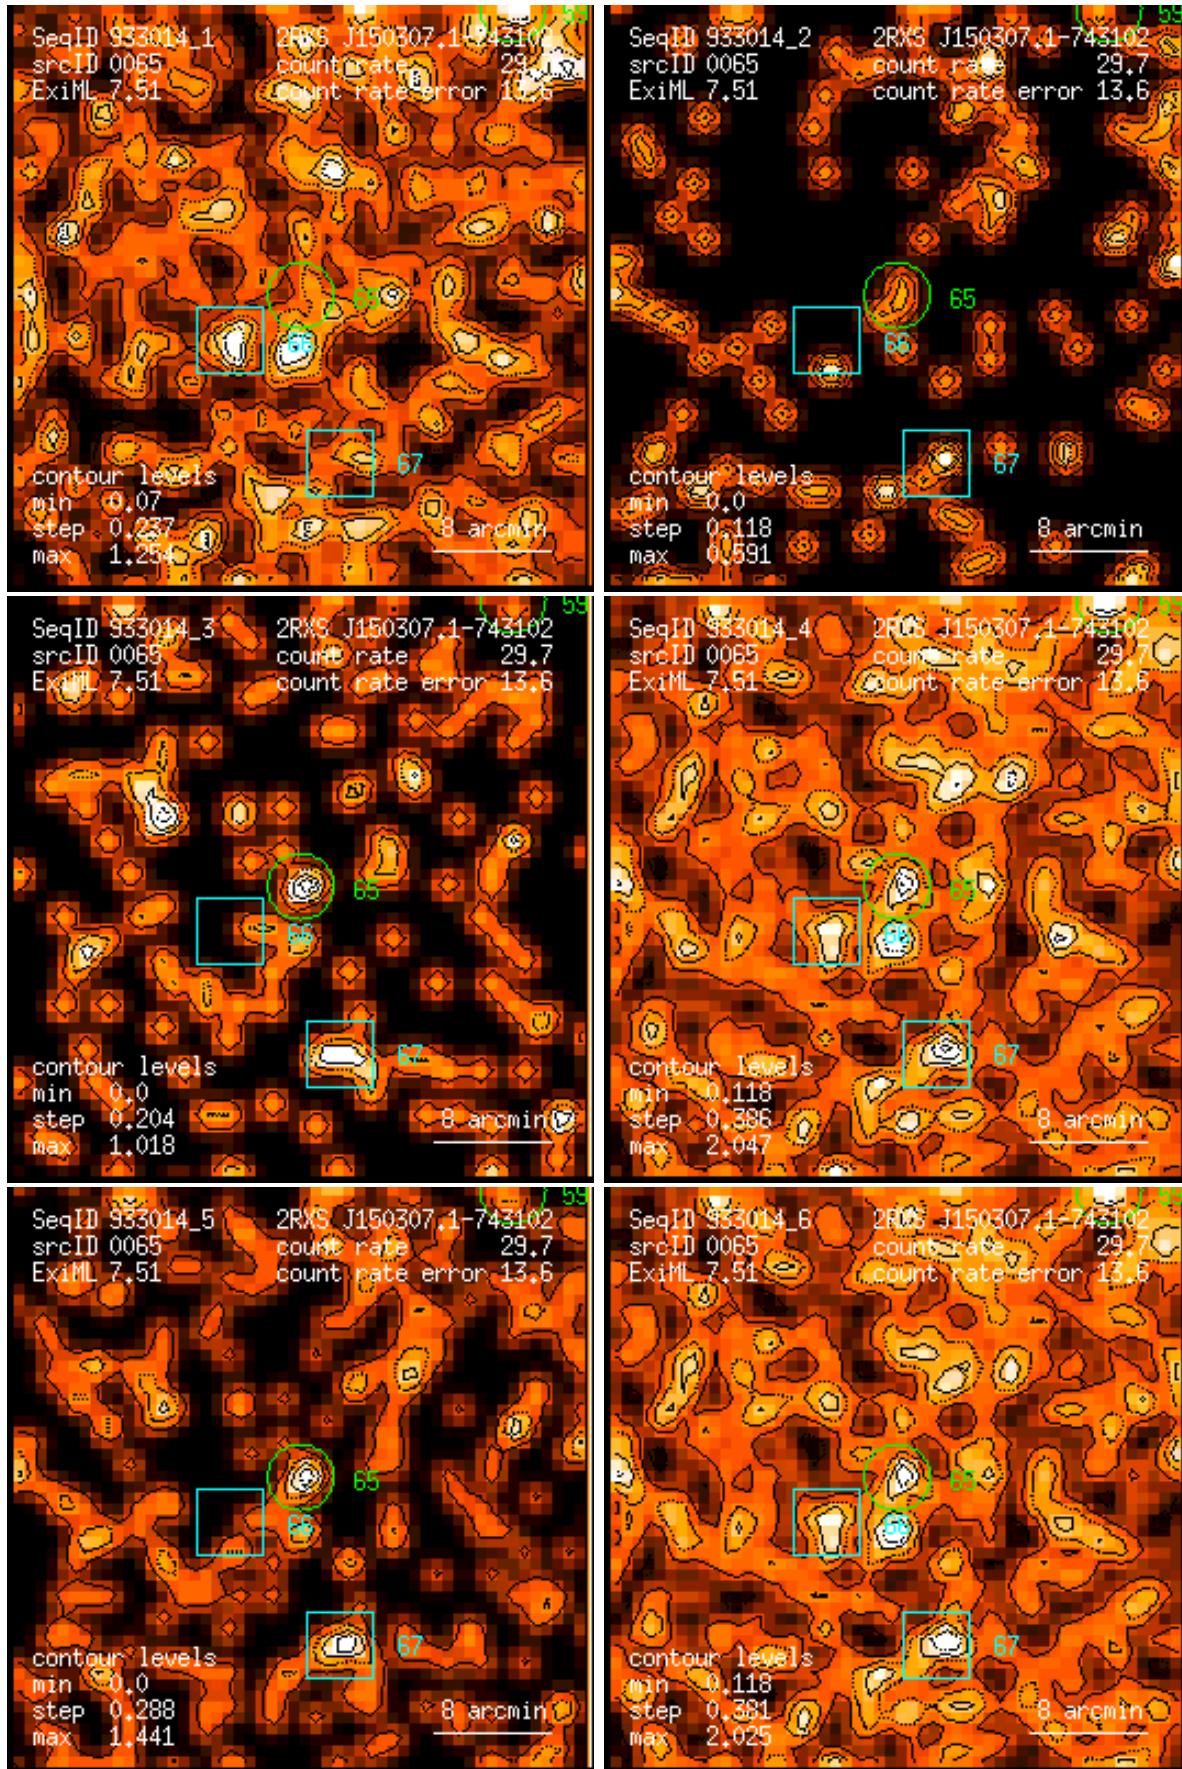 59
SeqID 933014_1 2RXS J150307.1-743102
srcID 0065 count rate 29.
ExiML 7.51 count rate error 13.6
65
66
67
contour levels
min 0.07
step 0.237
max 1.254
8 arcmin
59
SeqID 933014_2 2RXS J150307.1-743102
srcID 0065 count rate 29.7
ExiML 7.51 count rate error 13.6
65
66
67
contour levels
min 0.0
step 0.118
max 0.591
8 arcmin
59
SeqID 933014_3 2RXS J150307.1-743102
srcID 0065 count rate 29.7
ExiML 7.51 count rate error 13.6
65
66
67
contour levels
min 0.0
step 0.204
max 1.018
8 arcmin
59
SeqID 933014_4 2RXS J150307.1-743102
srcID 0065 count rate 29.7
ExiML 7.51 count rate error 13.6
65
66
67
contour levels
min 0.118
step 0.386
max 2.047
8 arcmin
59
SeqID 933014_5 2RXS J150307.1-743102
srcID 0065 count rate 29.7
ExiML 7.51 count rate error 13.6
65
66
67
contour levels
min 0.0
step 0.288
max 1.441
8 arcmin
59
SeqID 933014_6 2RXS J150307.1-743102
srcID 0065 count rate 29.7
ExiML 7.51 count rate error 13.6
65
66
67
contour levels
min 0.118
step 0.381
max 2.025
8 arcmin